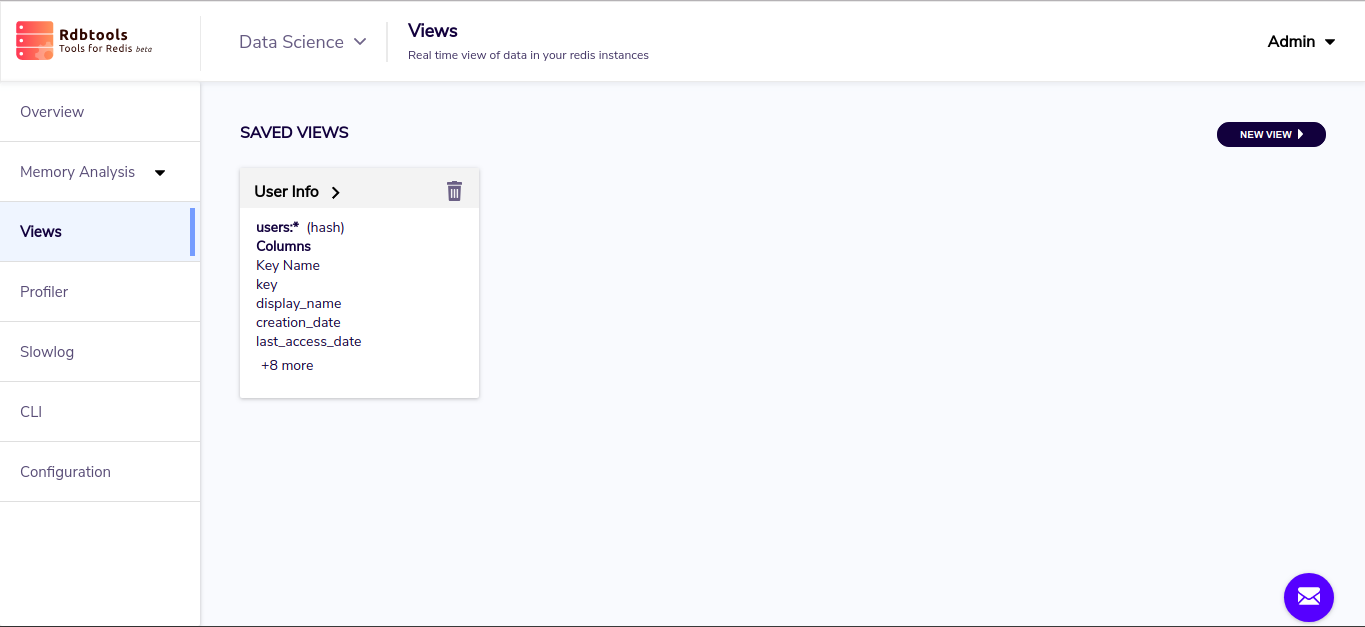 Rdbtools
Tools for Redis beta
Data Science
Views
Real time view of data in your redis instances
Admin
Overview
Memory Analysis
Views
Profiler
Slowlog
CLI
Configuration
SAVED VIEWS
NEW VIEW
User Info
users:* (hash)
Columns
Key Name
key
display_name
creation_date
last_access_date
+8 more